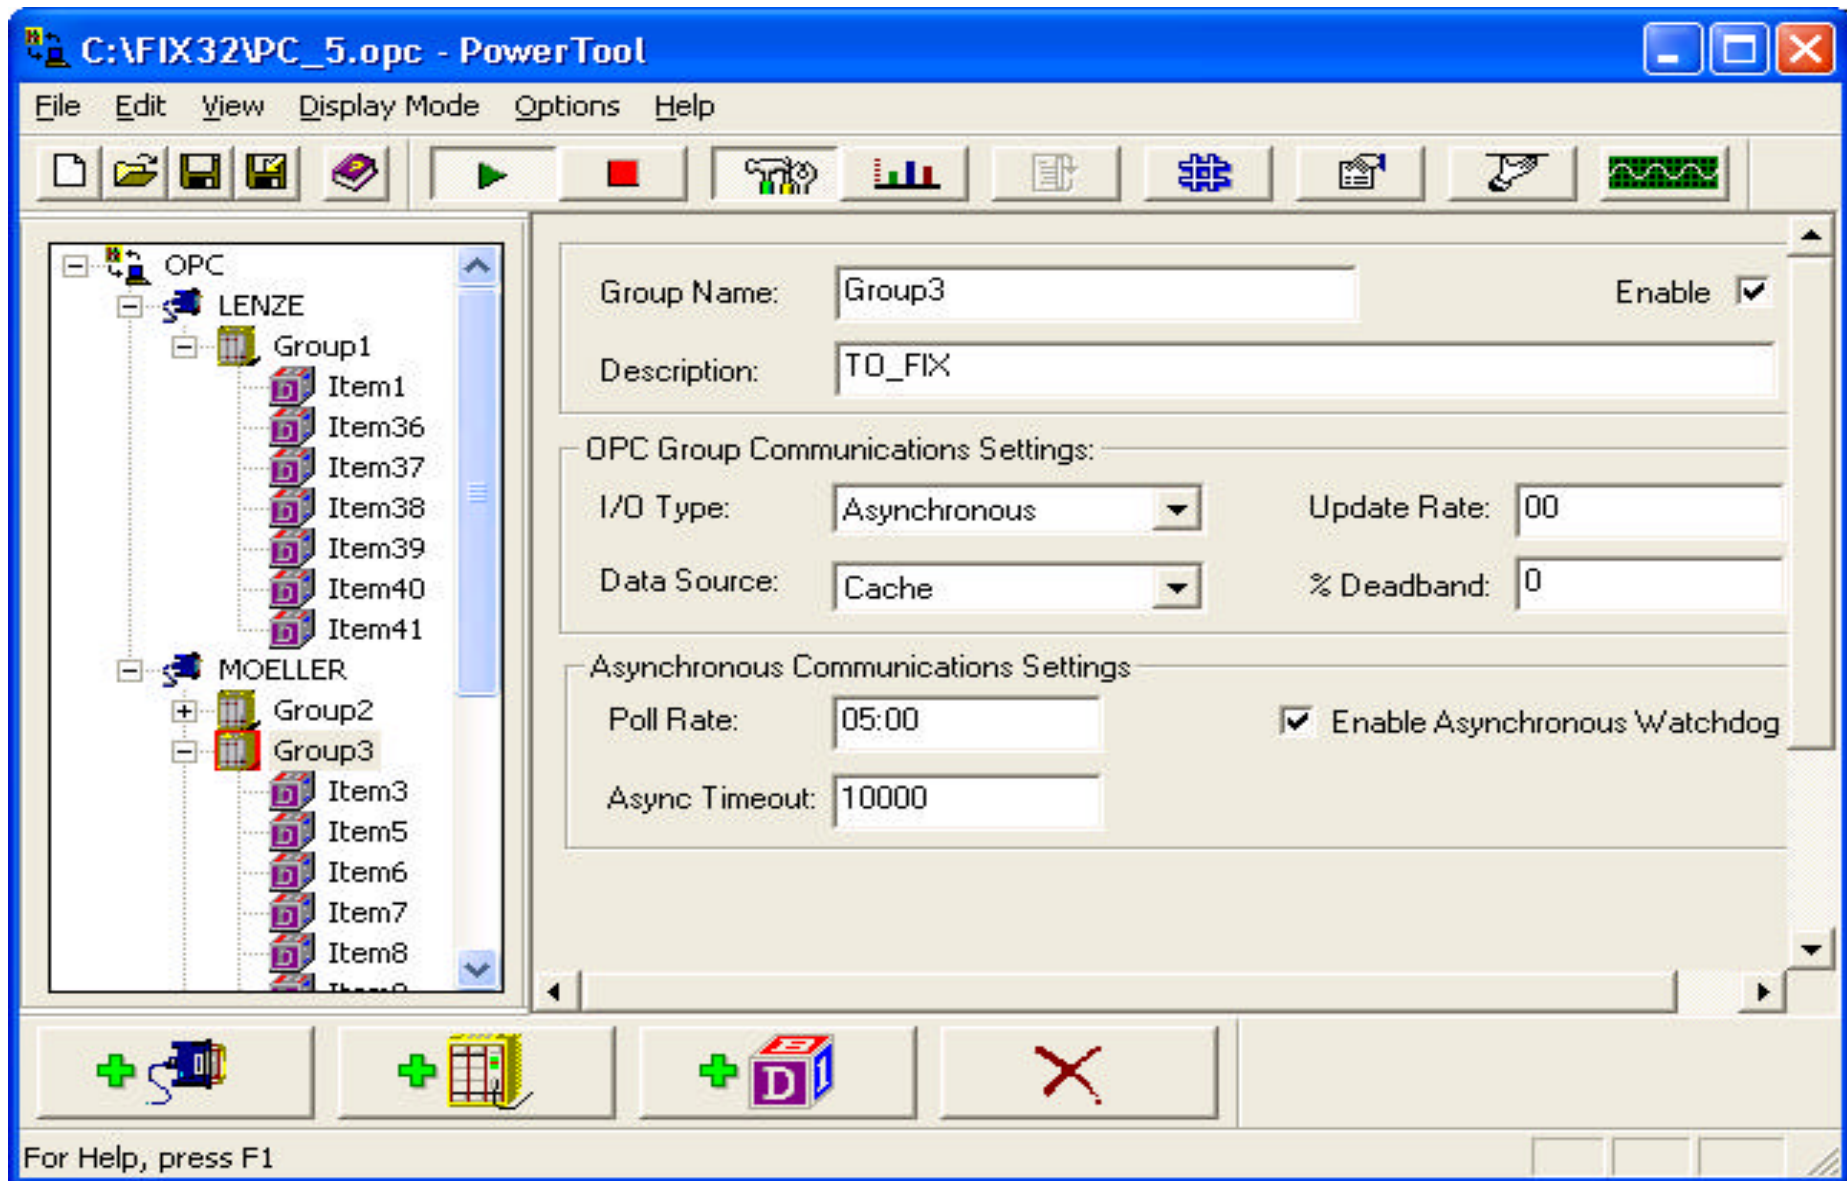 C:\FIX32\PC_5.opc - PowerTool
File Edit View Display Mode Options Help
OPC
LENZE
Group1
Item1
Item36
Item37
Item38
Item39
Item40
Item41
MOELLER
Group2
Group3
Item3
Item5
Item6
Item7
Item8
Group Name: Group3 Enable
Description: TO_FIX
OPC Group Communications Settings:
I/O Type: Asynchronous Update Rate: 00
Data Source: Cache % Deadband: 0
Asynchronous Communications Settings
Poll Rate: 05:00 Enable Asynchronous Watchdog
Async Timeout: 10000
For Help, press F1